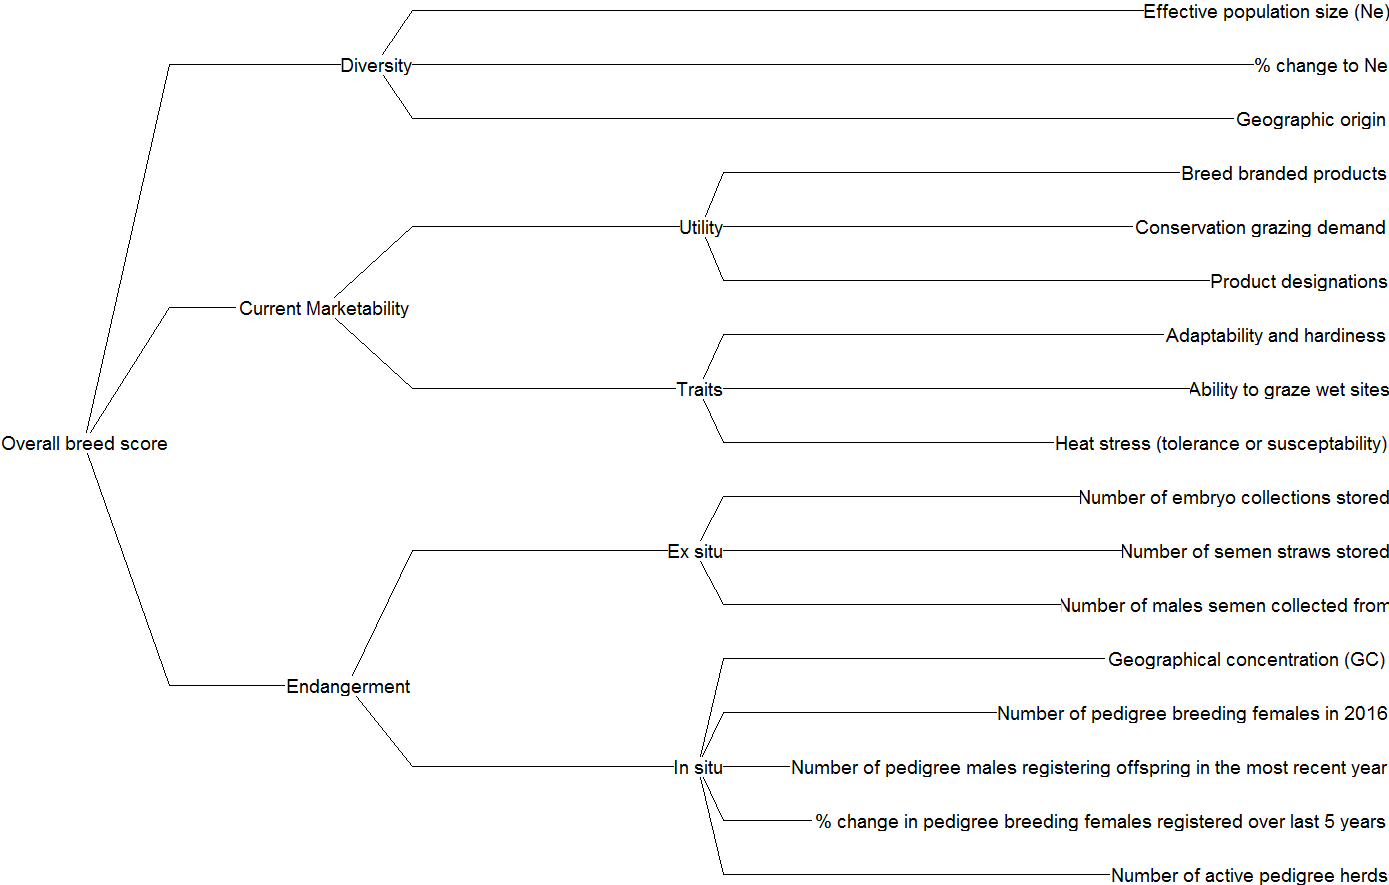 Effective population size (Ne)
Diversity
% change to Ne
Geographic origin
Breed branded products
Utility
Conservation grazing demand
Product designations
Current Marketability
Adaptability and hardiness
Traits
Ability to graze wet sites
Overall breed score
Heat stress (tolerance or susceptability)
Number of embryo collections stored
Ex situ
Number of semen straws stored
Number of males semen collected from
Geographical concentration (GC)
Endangerment
Number of pedigree breeding females in 2016
In situ
Number of pedigree males registering offspring in the most recent year
% change in pedigree breeding females registered over last 5 years
Number of active pedigree herds